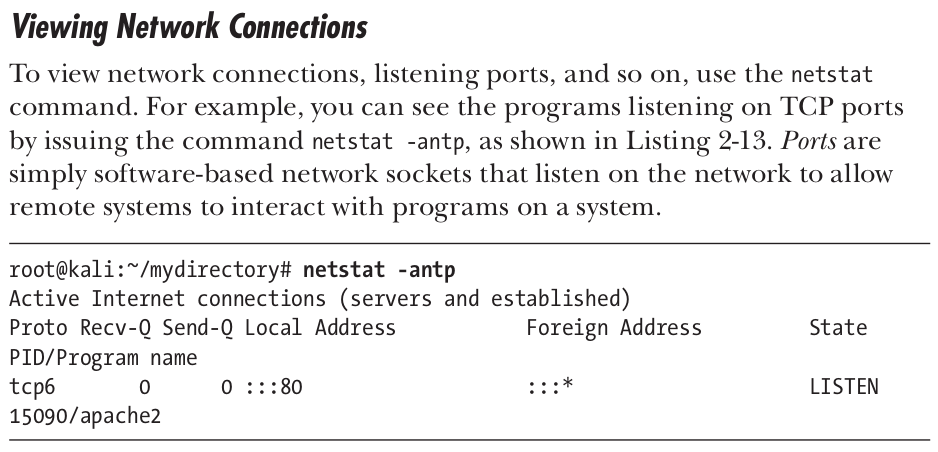 Viewing Network Connections
To view network connections, listening ports, and so on, use the netstat
command. For example, you can see the programs listening on TCP ports
by issuing the command netstat -antp, as shown in Listing 2-13. Ports are
simply software-based network sockets that listen on the network to allow
remote systems to interact with programs on a system.
root@kali:~/mydirectory# netstat -antp
Active Internet connections (servers and established)
Proto Recv-Q Send-Q Local Address           Foreign Address         State
PID/Program name
tcp6       0      0 :::80                   :::*                    LISTEN
15090/apache2